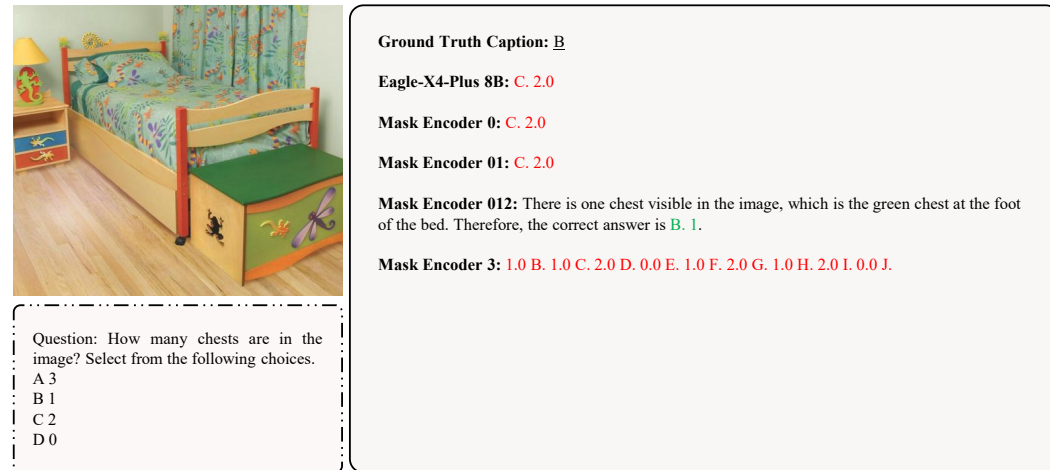 Question: How many chests are in the
image? Select from the following choices.
A 3
B 1
C 2
D 0
Ground Truth Caption: B
Eagle-X4-Plus 8B: C. 2.0
Mask Encoder 0: C. 2.0
Mask Encoder 01: C. 2.0
Mask Encoder 012: There is one chest visible in the image, which is the green chest at the foot
of the bed. Therefore, the correct answer is B. 1.
Mask Encoder 3: 1.0 B. 1.0 C. 2.0 D. 0.0 E. 1.0 F. 2.0 G. 1.0 H. 2.0 I. 0.0 J.